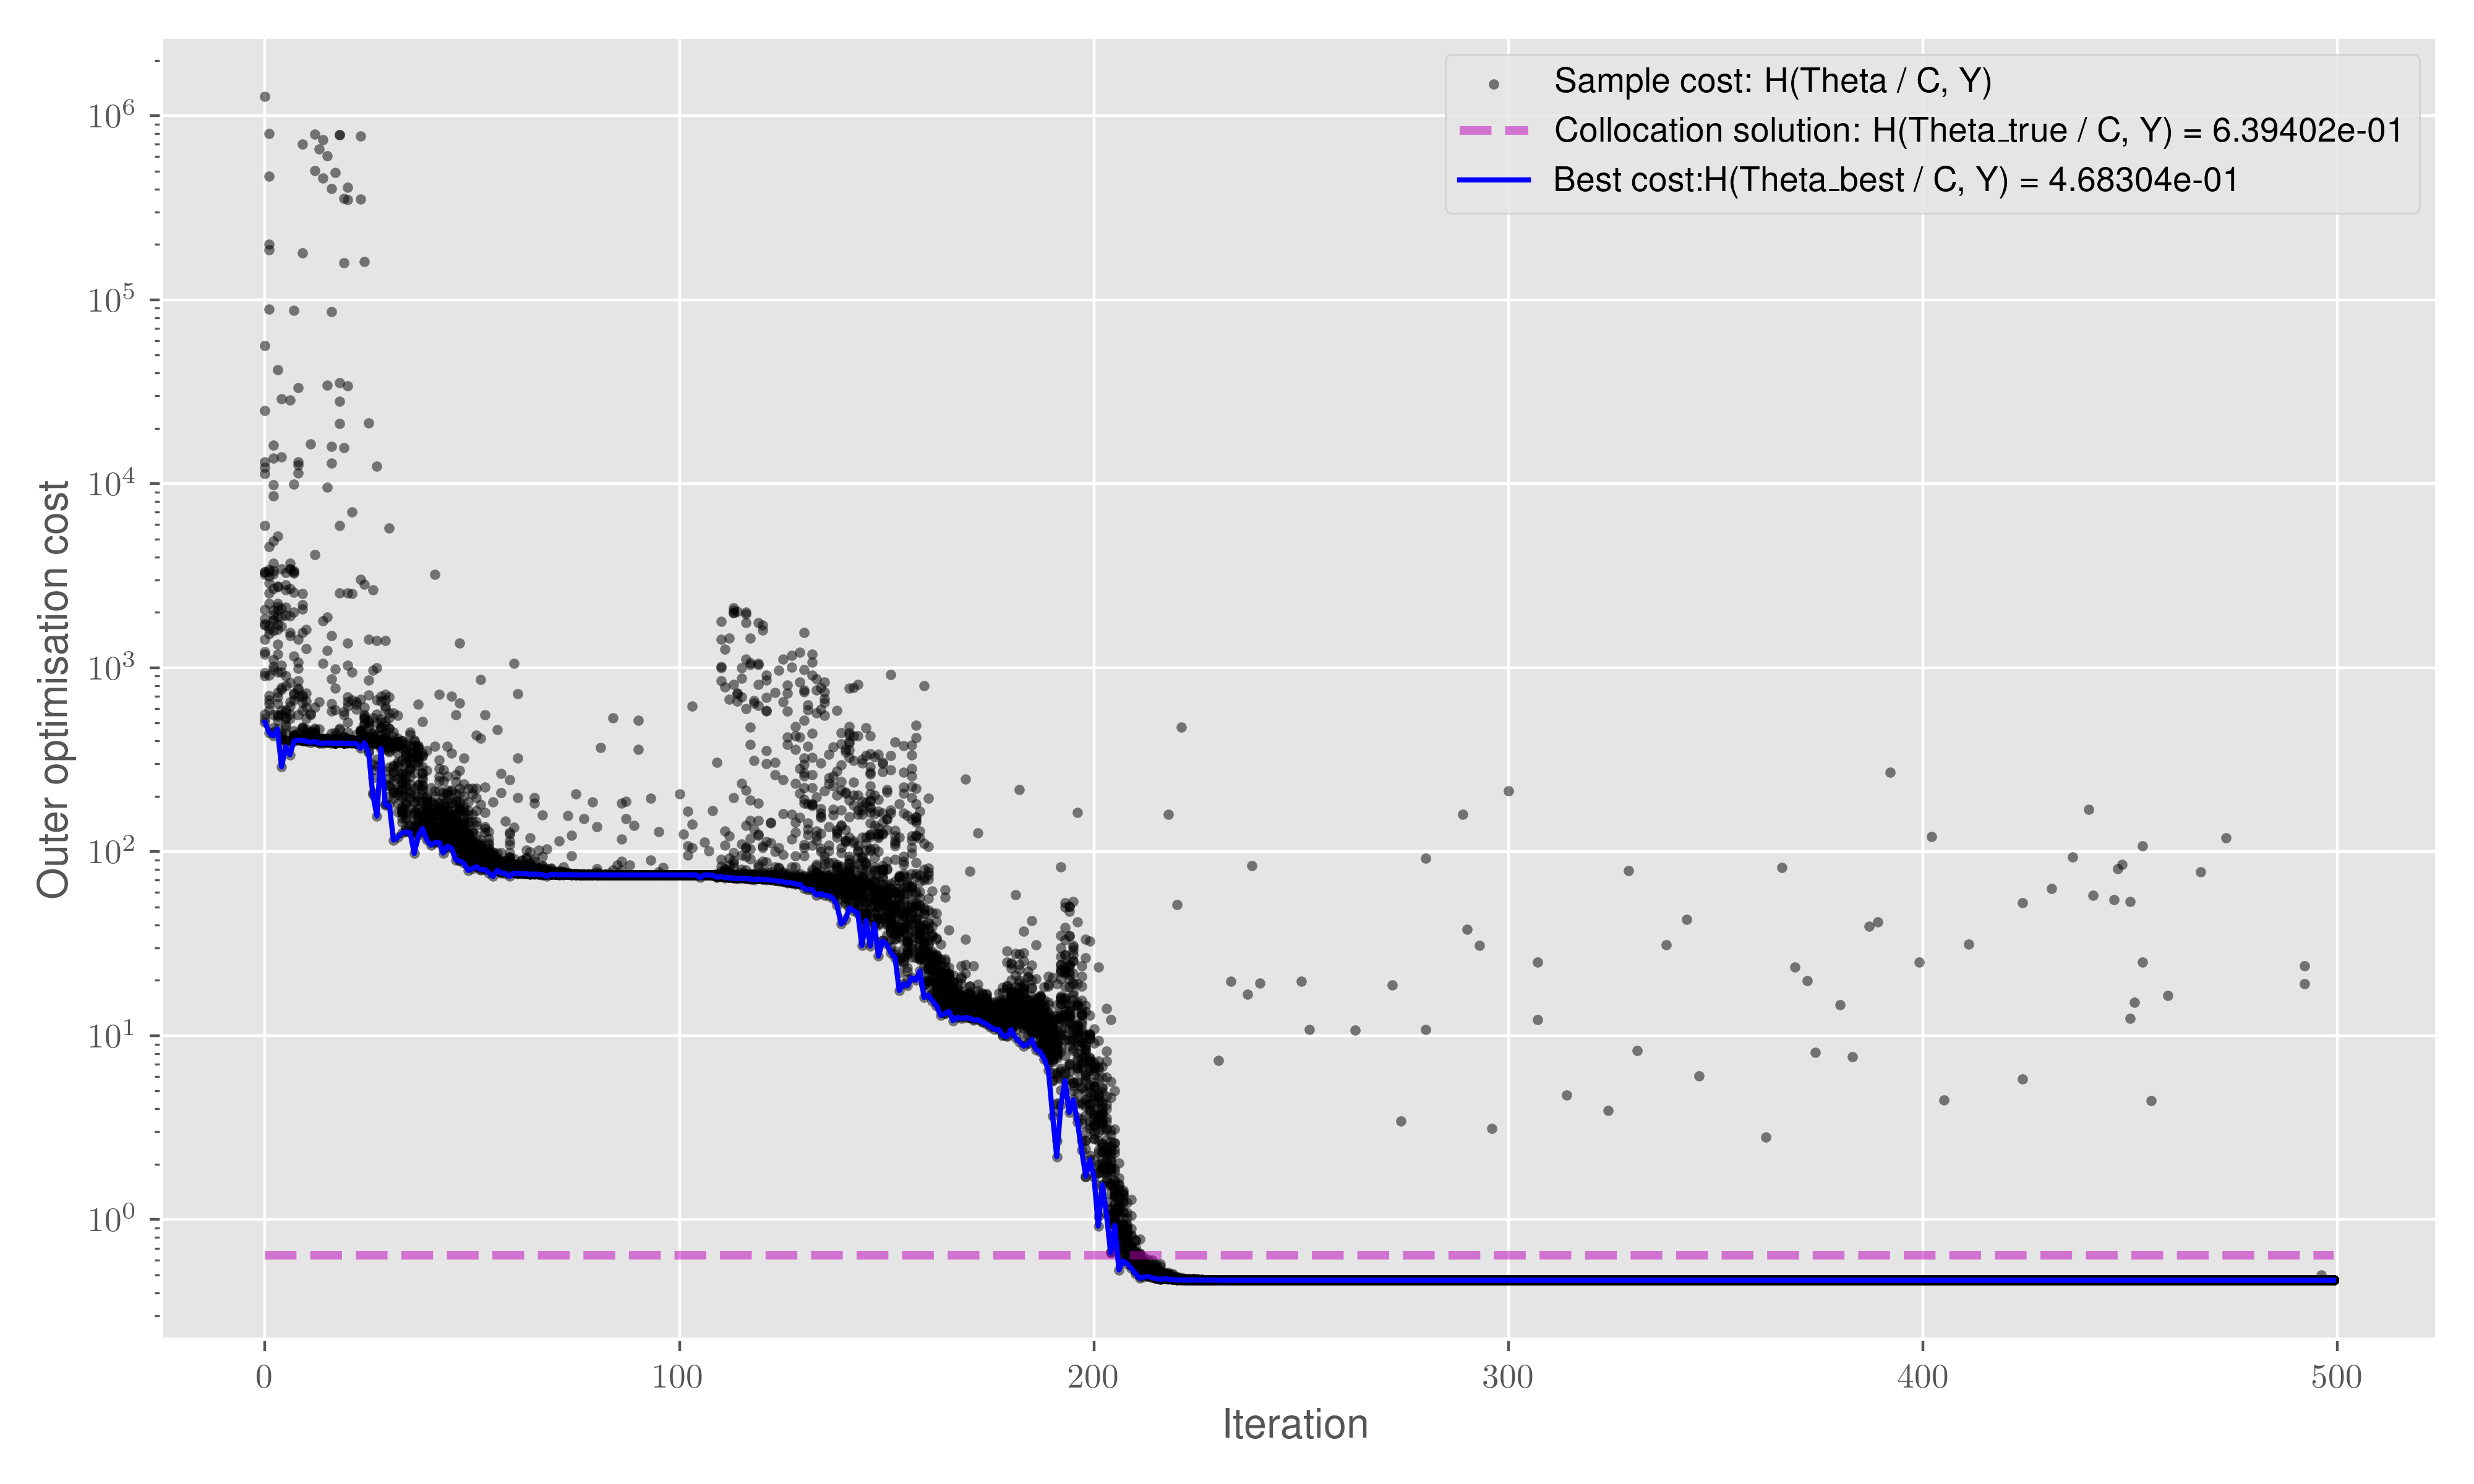 Sample cost: H(Theta / C, Y)
Collocation solution: H(Theta_true / C, Y) = 6.39402e-01
Best cost:H(Theta_best / C, Y) = 4.68304e-01
Outer optimisation cost
10^6
10^5
10^4
10^3
10^2
10^1
10^0
0 100 200 300 400 500
Iteration